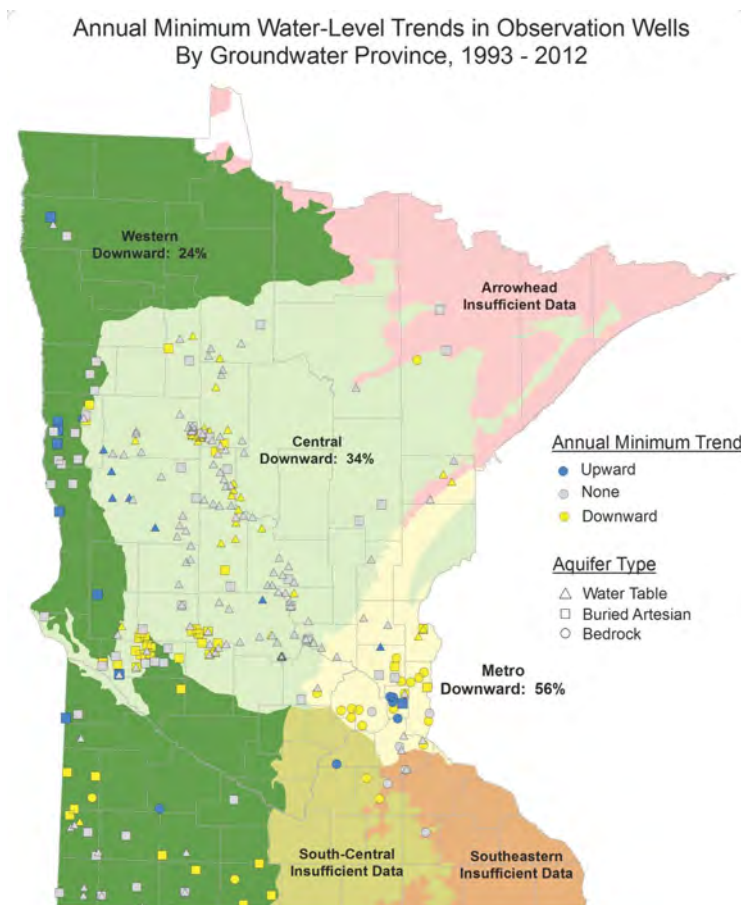 Annual Minimum Water-Level Trends in Observation Wells
By Groundwater Province, 1993 - 2012
Western
Downward: 24%
Arrowhead
Insufficient Data
Central
Downward: 34%
Annual Minimum Trend
Upward
None
Downward
Aquifer Type
Water Table
Buried Artesian
Bedrock
Metro
Downward: 56%
South-Central
Insufficient Data
Southeastern
Insufficient Data